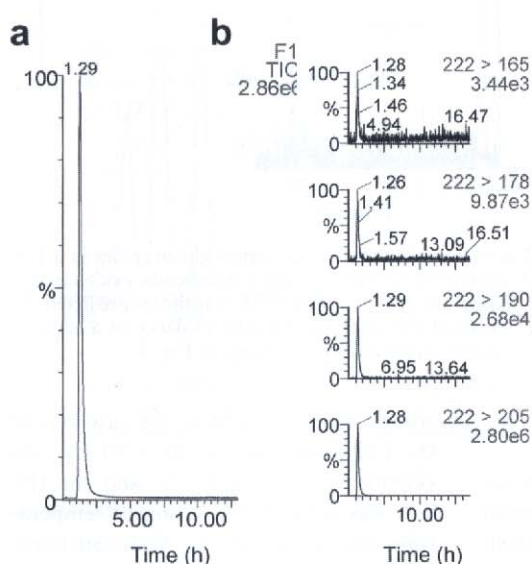 a
100
1.29
%
0
5.00 10.00
Time (h)
b
F1
TIC
2.86e6
100
%
0
1.28
1.34
1.46
4.94
16.47
222 > 165
3.44e3
100
%
0
1.26
1.41
1.57
13.09
16.51
222 > 178
9.87e3
100
%
0
1.29
6.95
13.64
222 > 190
2.68e4
100
%
0
1.28
222 > 205
2.80e6
10.00
Time (h)